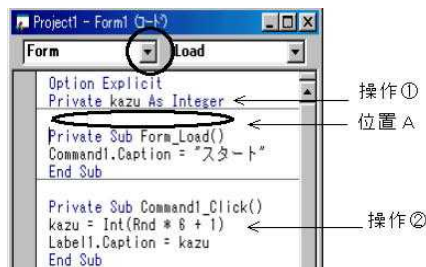 Project1 - Form1 (コード)
Form Load
Option Explicit
Private kazu As Integer
操作①
位置A
Private Sub Form_Load()
Command1.Caption = "スタート"
End Sub
Private Sub Command1_Click()
kazu = Int(Rnd * 6 + 1)
操作②
Label1.Caption = kazu
End Sub